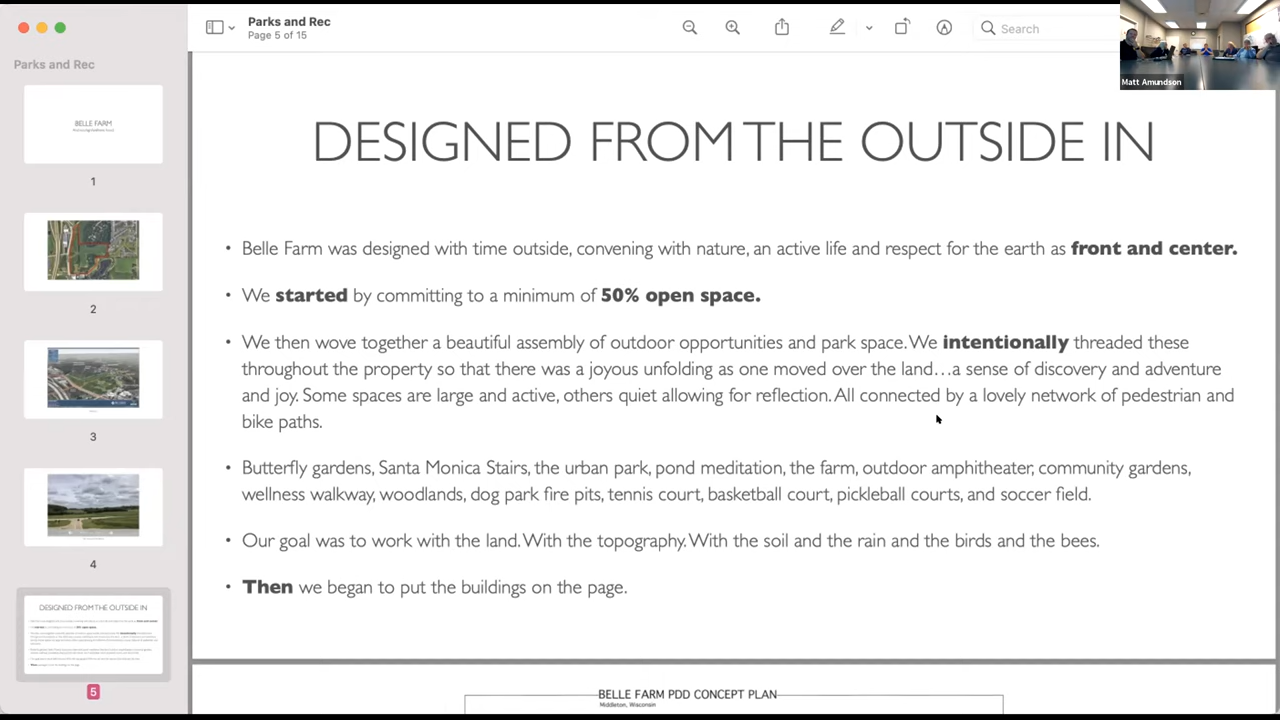 Parks and Rec
Page 5 of 15
Search
Matt Amundson
Parks and Rec
BELLE FARM
1
2
3
4
DESIGNED FROM THE OUTSIDE IN
5
DESIGNED FROM THE OUTSIDE IN
• Belle Farm was designed with time outside, convening with nature, an active life and respect for the earth as front and center.
• We started by committing to a minimum of 50% open space.
• We then wove together a beautiful assembly of outdoor opportunities and park space. We intentionally threaded these
throughout the property so that there was a joyous unfolding as one moved over the land…a sense of discovery and adventure
and joy. Some spaces are large and active, others quiet allowing for reflection. All connected by a lovely network of pedestrian and
bike paths.
• Butterfly gardens, Santa Monica Stairs, the urban park, pond meditation, the farm, outdoor amphitheater, community gardens,
wellness walkway, woodlands, dog park fire pits, tennis court, basketball court, pickleball courts, and soccer field.
• Our goal was to work with the land. With the topography. With the soil and the rain and the birds and the bees.
• Then we began to put the buildings on the page.
BELLE FARM PDD CONCEPT PLAN
Middleton, Wisconsin